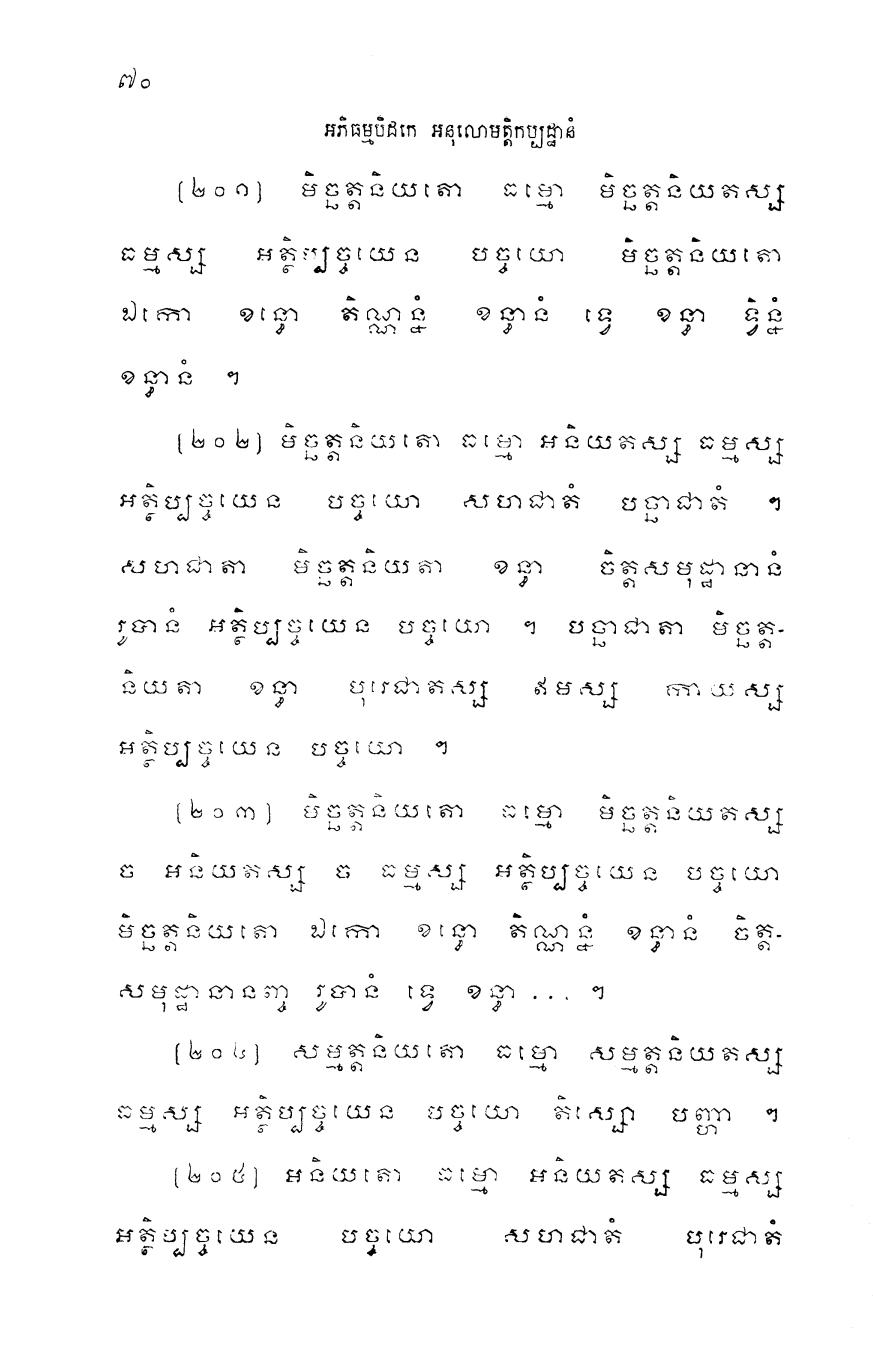 ៧០
អភិធម្មបិដកេ អនុលោមត្តិកប្បដ្ឋានំ
(២០១) មិច្ឆត្តនិយតោ ធម្មោ មិច្ឆត្តនិយតស្ស
ធម្មស្ស អត្ថិប្បច្ចយេន បច្ចយោ មិច្ឆត្តនិយតោ
ឯកោ ខន្ធោ តិណ្ណន្នំ ខន្ធានំ ទ្វេ ខន្ធា ទ្វិន្នំ
ខន្ធានំ ។
(២០២) មិច្ឆត្តនិយតោ ធម្មោ អនិយតស្ស ធម្មស្ស
អត្ថិប្បច្ចយេន បច្ចយោ សហជាតំ បច្ឆាជាតំ ។
សហជាតា មិច្ឆត្តនិយតា ខន្ធា ចិត្តសមុដ្ឋានានំ
រូបានំ អត្ថិប្បច្ចយេន បច្ចយោ ។ បច្ឆាជាតា មិច្ឆត្ត-
និយតា ខន្ធា បុរេជាតស្ស ឥមស្ស កាយស្ស
អត្ថិប្បច្ចយេន បច្ចយោ ។
(២០៣) មិច្ឆត្តនិយតោ ធម្មោ មិច្ឆត្តនិយតស្ស
ច អនិយតស្ស ច ធម្មស្ស អត្ថិប្បច្ចយេន បច្ចយោ
មិច្ឆត្តនិយតោ ឯកោ ខន្ធោ តិណ្ណន្នំ ខន្ធានំ ចិត្ត-
សមុដ្ឋានានញ្ច រូបានំ ទ្វេ ខន្ធា ... ។
(២០៤) សម្មត្តនិយតោ ធម្មោ សម្មត្តនិយតស្ស
ធម្មស្ស អត្ថិប្បច្ចយេន បច្ចយោ តិស្សោ បញ្ហា ។
(២០៥) អនិយតោ ធម្មោ អនិយតស្ស ធម្មស្ស
អត្ថិប្បច្ចយេន បច្ចយោ សហជាតំ បុរេជាតំ